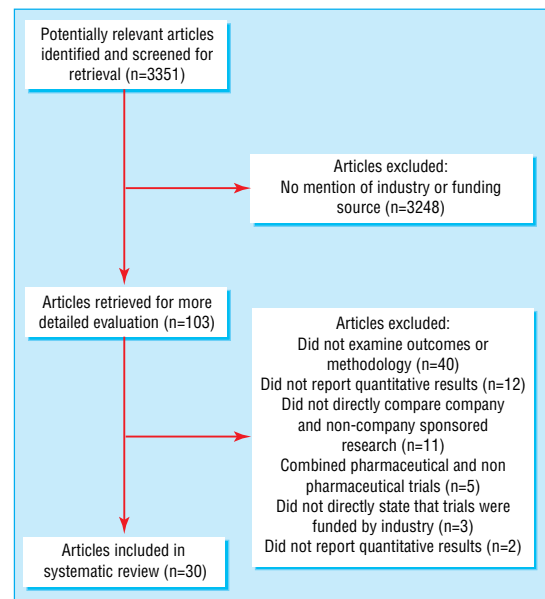 Potentially relevant articles
identified and screened for
retrieval (n=3351)
Articles excluded:
No mention of industry or funding
source (n=3248)
Articles retrieved for more
detailed evaluation (n=103)
Articles excluded:
Did not examine outcomes or
methodology (n=40)
Did not report quantitative results (n=12)
Did not directly compare company
and non-company sponsored
research (n=11)
Combined pharmaceutical and non
pharmaceutical trials (n=5)
Did not directly state that trials were
funded by industry (n=3)
Did not report quantitative results (n=2)
Articles included in
systematic review (n=30)